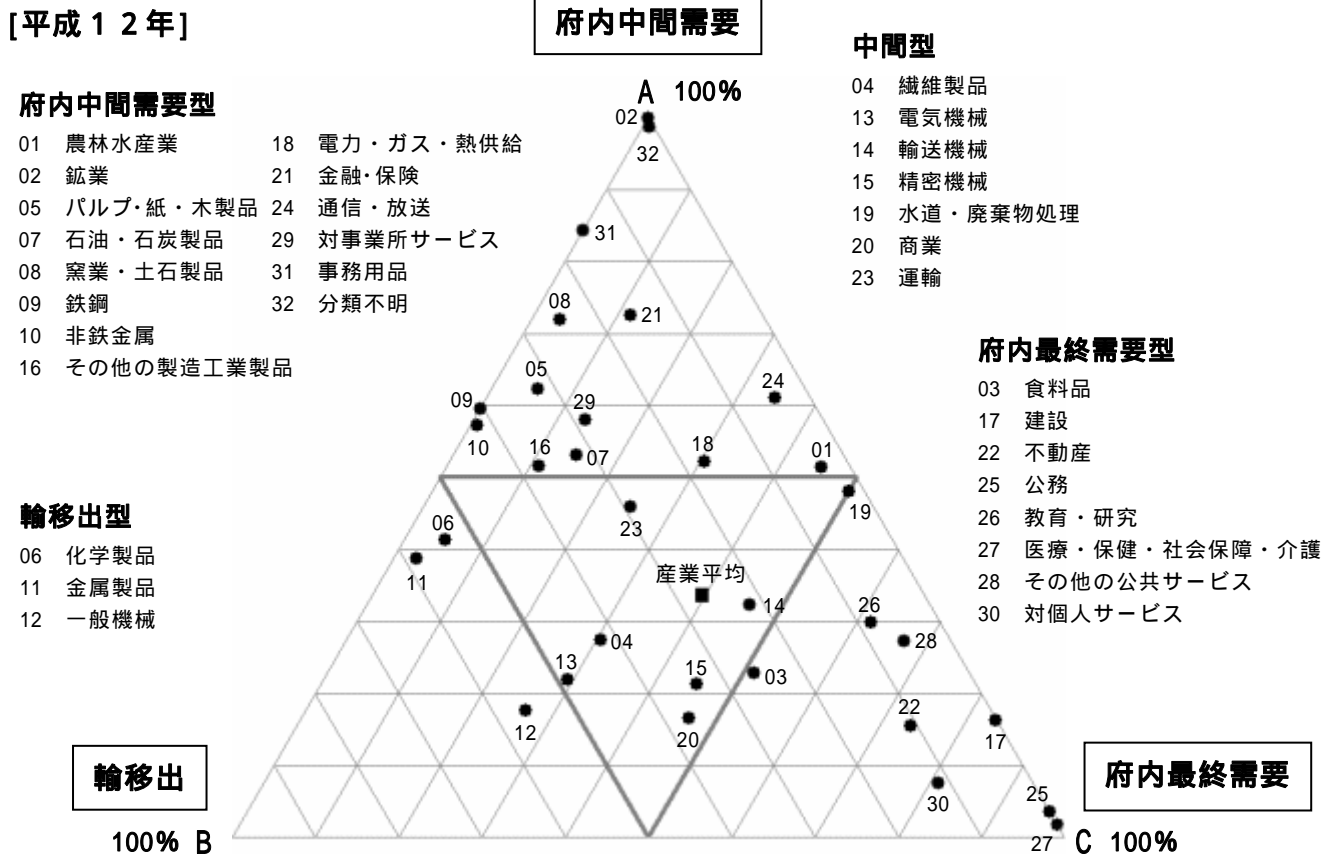 [平成１２年]
府内中間需要
府内中間需要型
01 農林水産業
02 鉱業
05 パルプ･紙・木製品
07 石油・石炭製品
08 窯業・土石製品
09 鉄鋼
10 非鉄金属
16 その他の製造工業製品
18 電力・ガス・熱供給
21 金融･保険
24 通信・放送
29 対事業所サービス
31 事務用品
32 分類不明
中間型
04 繊維製品
13 電気機械
14 輸送機械
15 精密機械
19 水道・廃棄物処理
20 商業
23 運輸
府内最終需要型
03 食料品
17 建設
22 不動産
25 公務
26 教育・研究
27 医療・保健・社会保障・介護
28 その他の公共サービス
30 対個人サービス
輸移出型
06 化学製品
11 金属製品
12 一般機械
A 100%
02
32
31
08
21
05
24
09
29
10
16
07
18
01
19
23
06
11
産業平均
14
26
28
04
13
15
03
12
20
22
17
30
25
27
輸移出
100% B
府内最終需要
C 100%